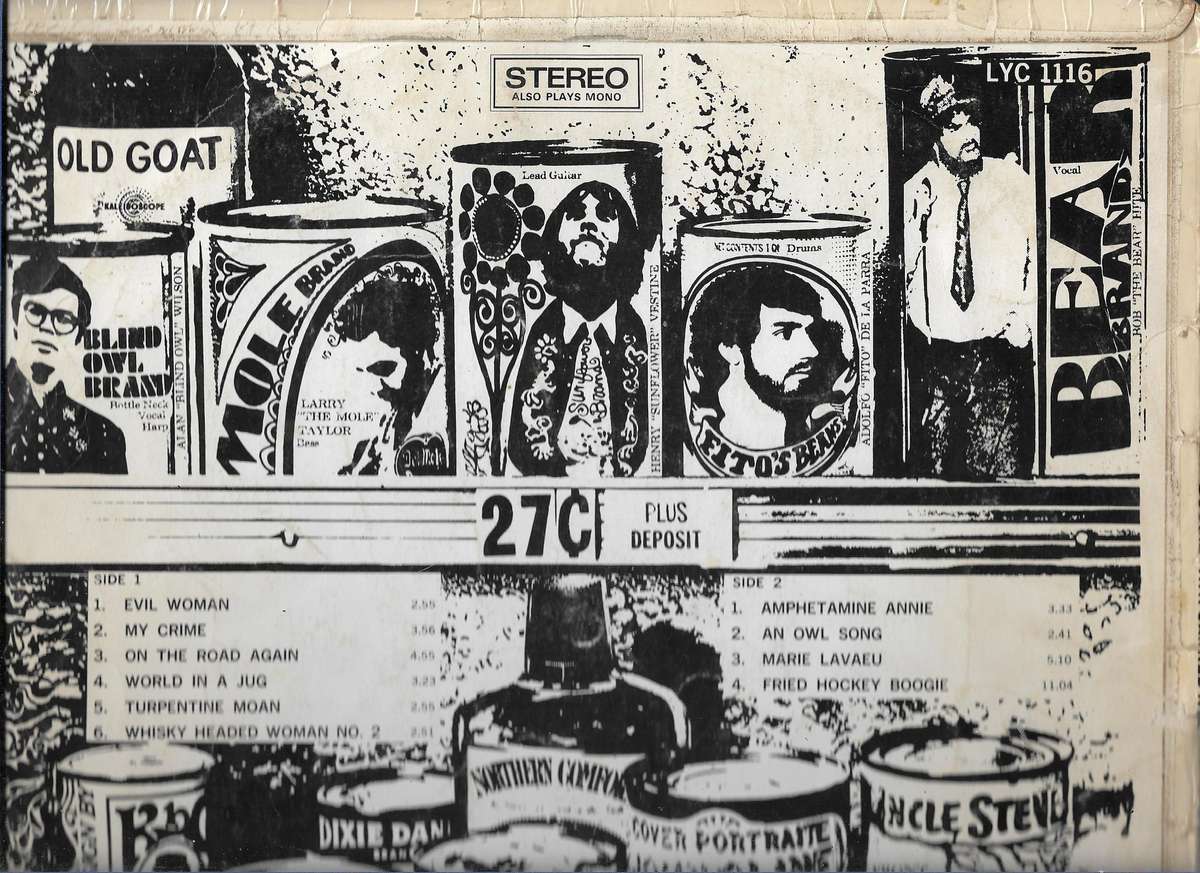 STEREO
ALSO PLAYS MONO
LYC 1116
OLD GOAT
KALEIDOSCOPE
BLIND
OWL
BRAND
Bottle Neck
Vocal
Harp
ALAN "BLIND OWL" WILSON
MOLE BRAND
LARRY
"THE MOLE"
TAYLOR
Bass
Lead Guitar
Sunflower
Brand
HENRY "SUNFLOWER" VESTINE
NET CONTENTS 1 QT. Drums
FITO'S BEANS
ADOLFO "FITO" DE LA PARRA
Vocal
BEAR
BRAND
BOB "THE BEAR" HITE
27¢
PLUS
DEPOSIT
SIDE 1
1. EVIL WOMAN 2.55
2. MY CRIME 3.56
3. ON THE ROAD AGAIN 4.55
4. WORLD IN A JUG 3.23
5. TURPENTINE MOAN 2.55
6. WHISKY HEADED WOMAN NO. 2 2.51
SIDE 2
1. AMPHETAMINE ANNIE 3.33
2. AN OWL SONG 2.41
3. MARIE LAVAEU 5.10
4. FRIED HOCKEY BOOGIE 11.04
NORTHERN COMFO
DIXIE DAN
COVER PORTRAITE
UNCLE STEVE